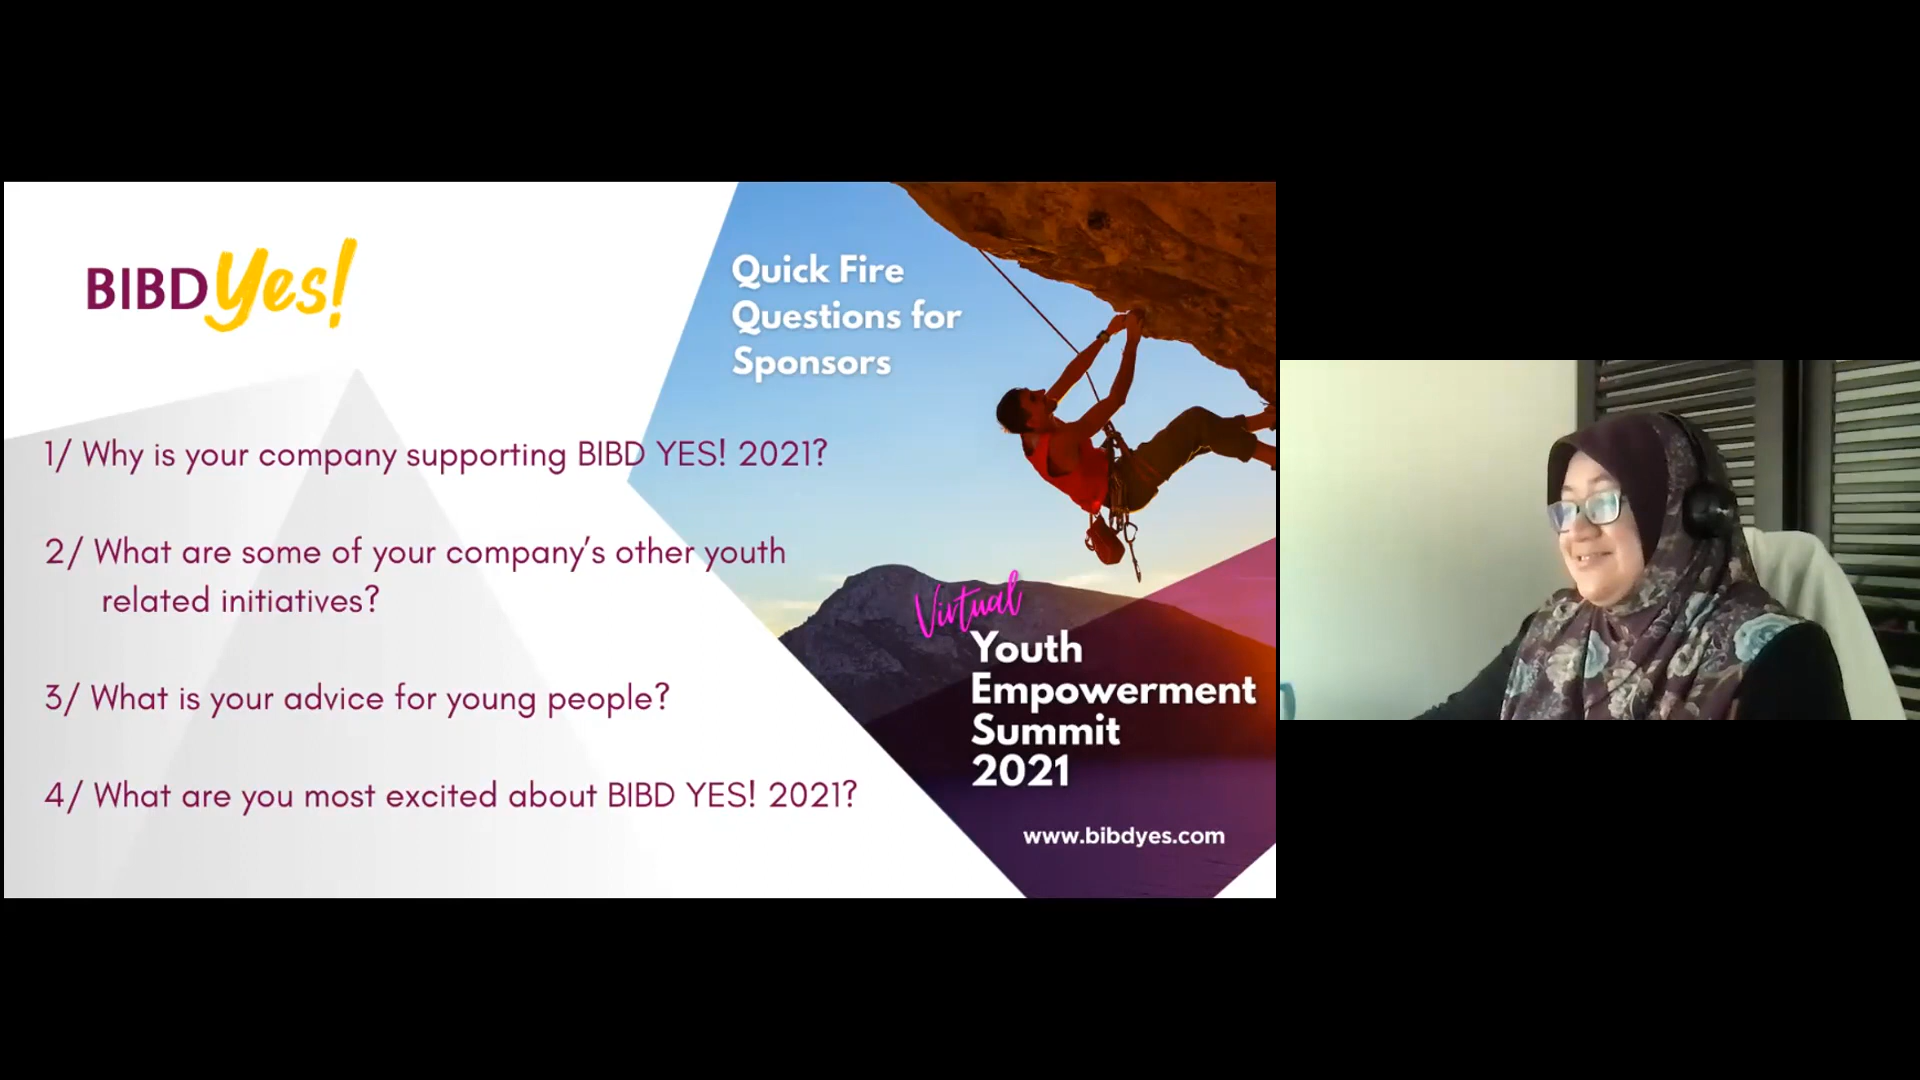 BIBD Yes!
Quick Fire
Questions for
Sponsors
1/ Why is your company supporting BIBD YES! 2021?
2/ What are some of your company's other youth
related initiatives?
3/ What is your advice for young people?
4/ What are you most excited about BIBD YES! 2021?
Virtual
Youth
Empowerment
Summit
2021
www.bibdyes.com